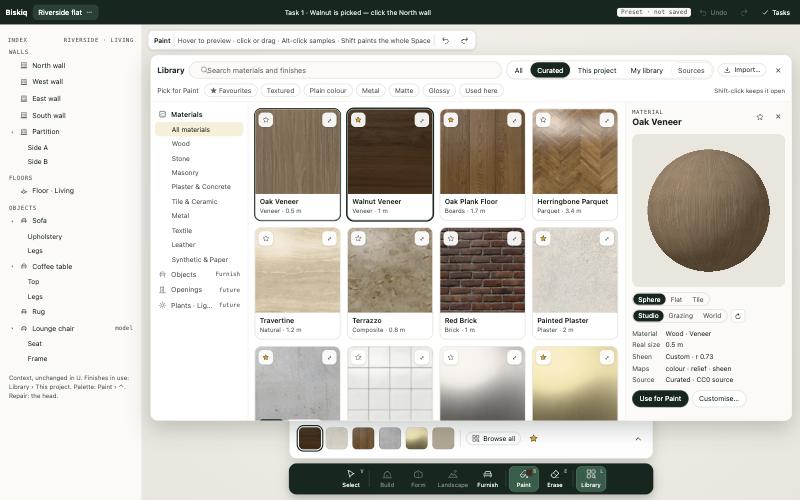 Biskiq
Riverside flat
Task 1 · Walnut is picked — click the North wall
Preset · not saved
Undo
Tasks
INDEX
RIVERSIDE · LIVING
WALLS
North wall
West wall
East wall
South wall
Partition
Side A
Side B
FLOORS
Floor · Living
OBJECTS
Sofa
Upholstery
Legs
Coffee table
Top
Legs
Rug
Lounge chair
model
Seat
Frame
Context, unchanged in U. Finishes in use:
Library › This project. Palette: Paint › ^.
Repair: the head.
Paint
Hover to preview · click or drag · Alt-click samples · Shift paints the whole Space
Library
Search materials and finishes
All
Curated
This project
My library
Sources
Import...
Pick for Paint
Favourites
Textured
Plain colour
Metal
Matte
Glossy
Used here
Shift-click keeps it open
Materials
All materials
Wood
Stone
Masonry
Plaster & Concrete
Tile & Ceramic
Metal
Textile
Leather
Synthetic & Paper
Objects
Furnish
Openings
future
Plants · Lig...
future
Oak Veneer
Veneer · 0.5 m
Walnut Veneer
Veneer · 1 m
Oak Plank Floor
Boards · 1.7 m
Herringbone Parquet
Parquet · 3.4 m
Travertine
Natural · 1.2 m
Terrazzo
Composite · 0.8 m
Red Brick
Brick · 1 m
Painted Plaster
Plaster · 2 m
MATERIAL
Oak Veneer
Sphere
Flat
Tile
Studio
Grazing
World
Material Wood · Veneer
Real size 0.5 m
Sheen Custom · r 0.73
Maps colour · relief · sheen
Source Curated · CC0 source
Use for Paint
Customise...
Browse all
Select
V
Build
Form
Landscape
Furnish
Paint
Erase
E
Library
L